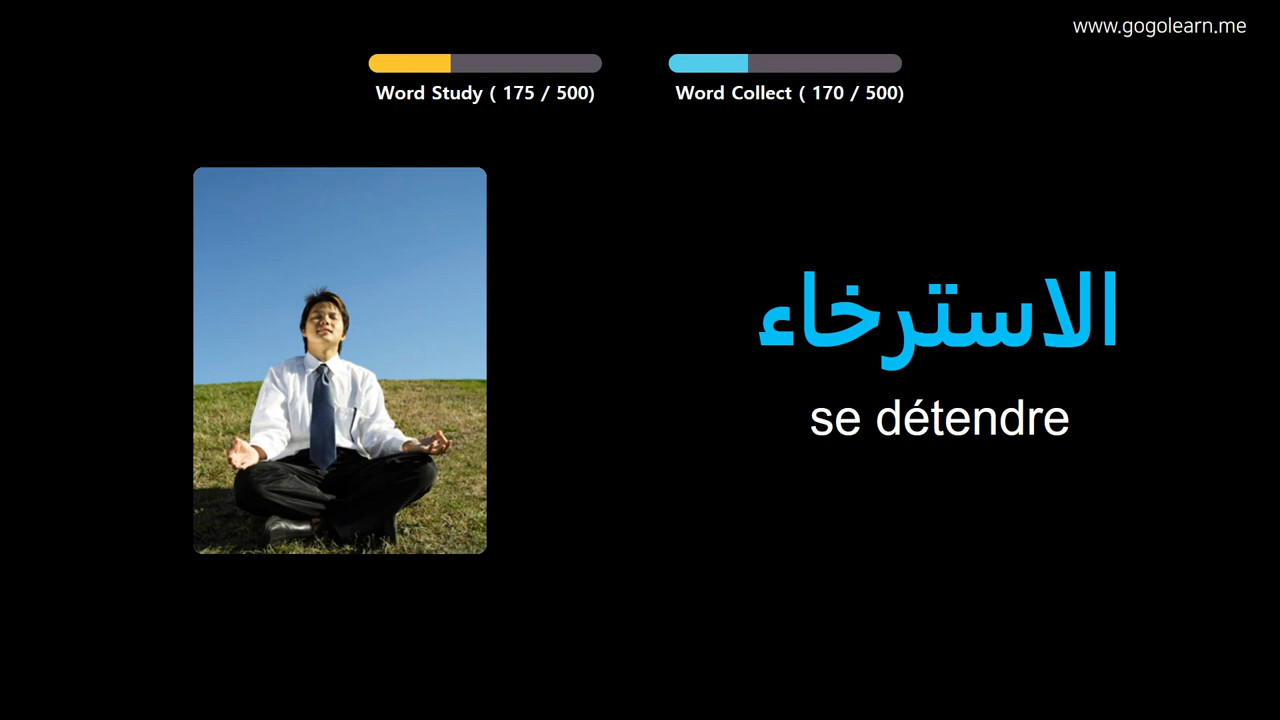 www.gogolearn.me
Word Study ( 175 / 500)
Word Collect ( 170 / 500)
الاسترخاء
se détendre